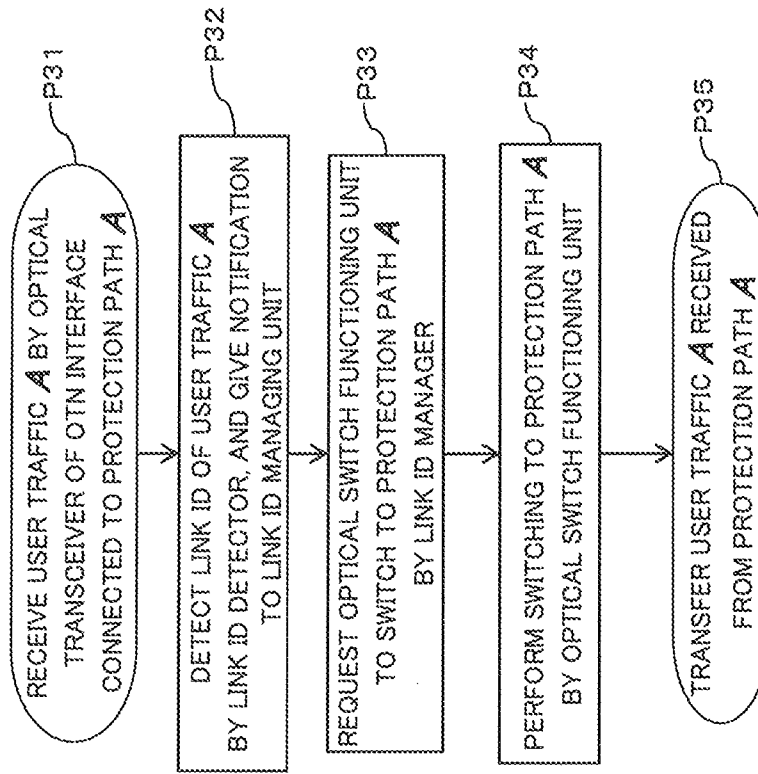 RECEIVE USER TRAFFIC A BY OPTICAL
TRANSCEIVER OF OTN INTERFACE
CONNECTED TO PROTECTION PATH A
P31
DETECT LINK ID OF USER TRAFFIC A
BY LINK ID DETECTOR, AND GIVE NOTIFICATION
TO LINK ID MANAGING UNIT
P32
REQUEST OPTICAL SWITCH FUNCTIONING UNIT
TO SWITCH TO PROTECTION PATH A
BY LINK ID MANAGER
P33
PERFORM SWITCHING TO PROTECTION PATH A
BY OPTICAL SWITCH FUNCTIONING UNIT
P34
TRANSFER USER TRAFFIC A RECEIVED
FROM PROTECTION PATH A
P35